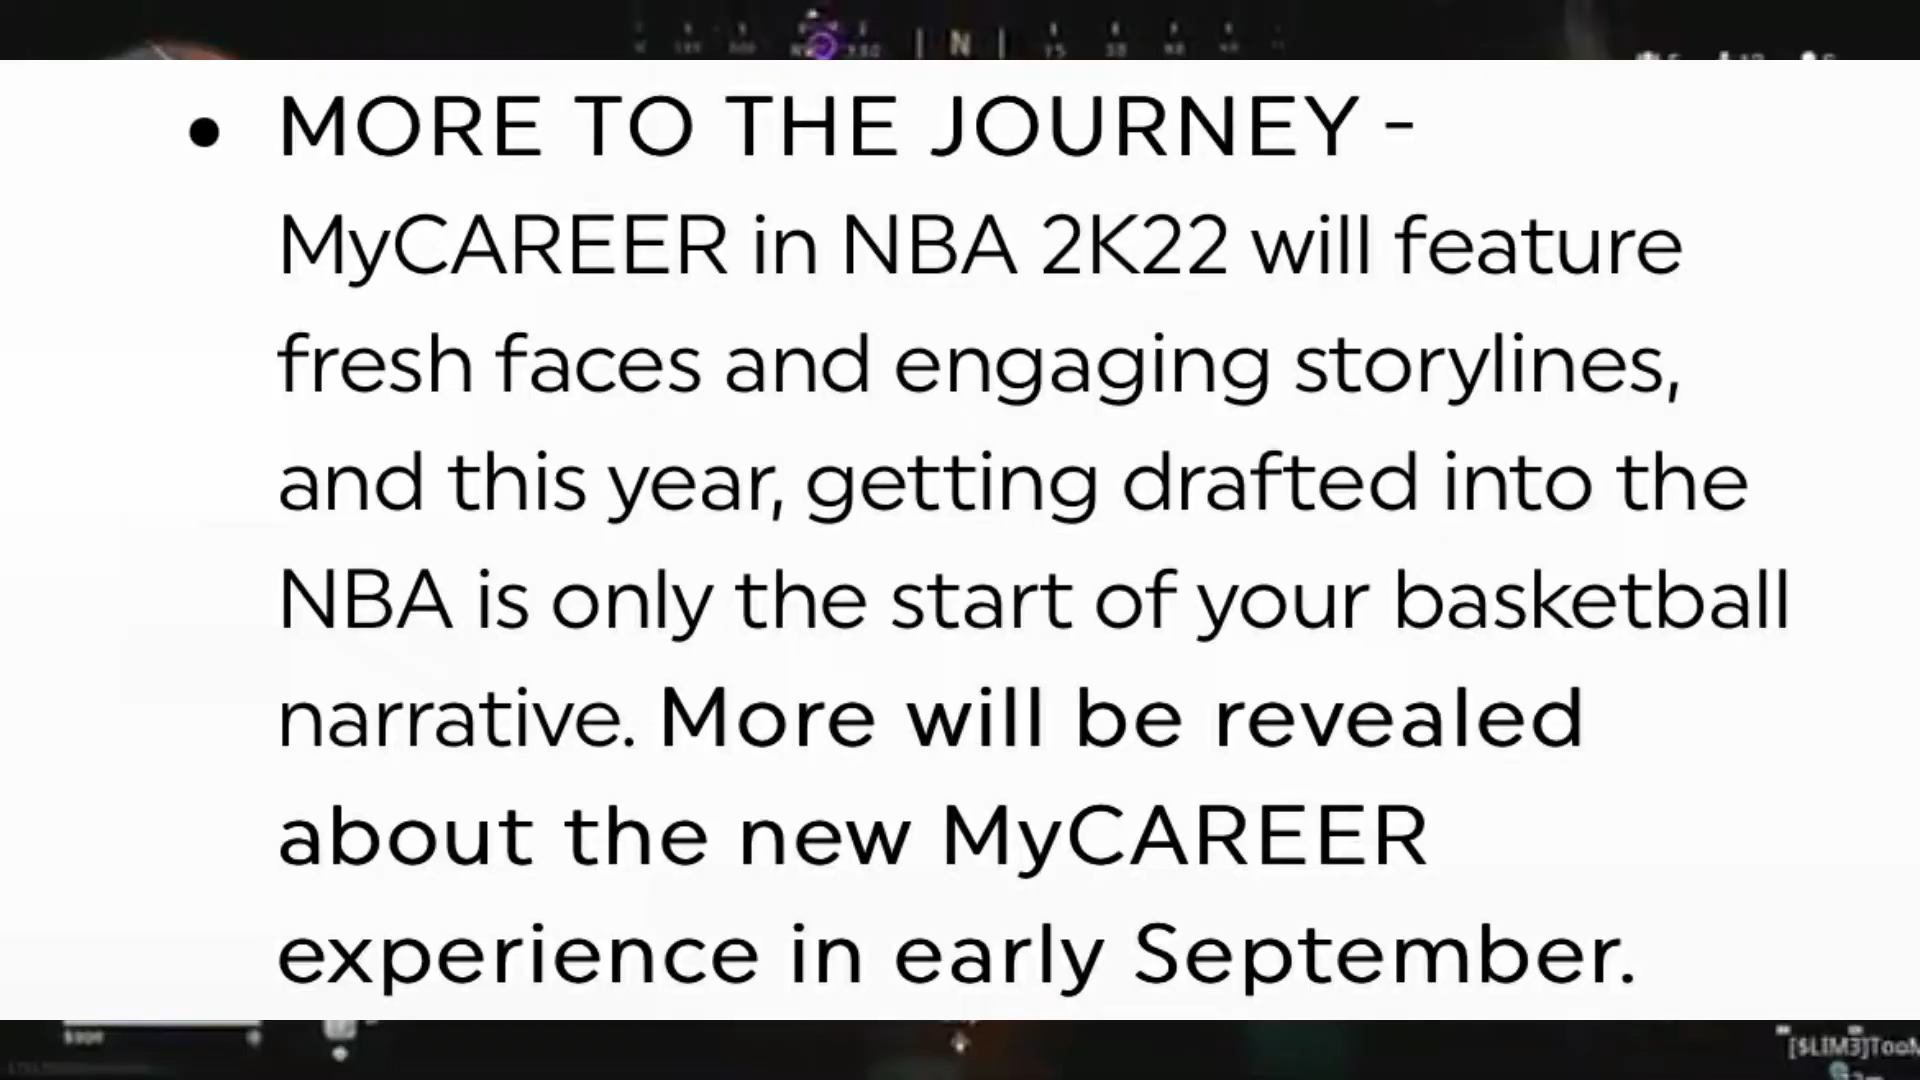 N
• MORE TO THE JOURNEY -
MyCAREER in NBA 2K22 will feature
fresh faces and engaging storylines,
and this year, getting drafted into the
NBA is only the start of your basketball
narrative. More will be revealed
about the new MyCAREER
experience in early September.